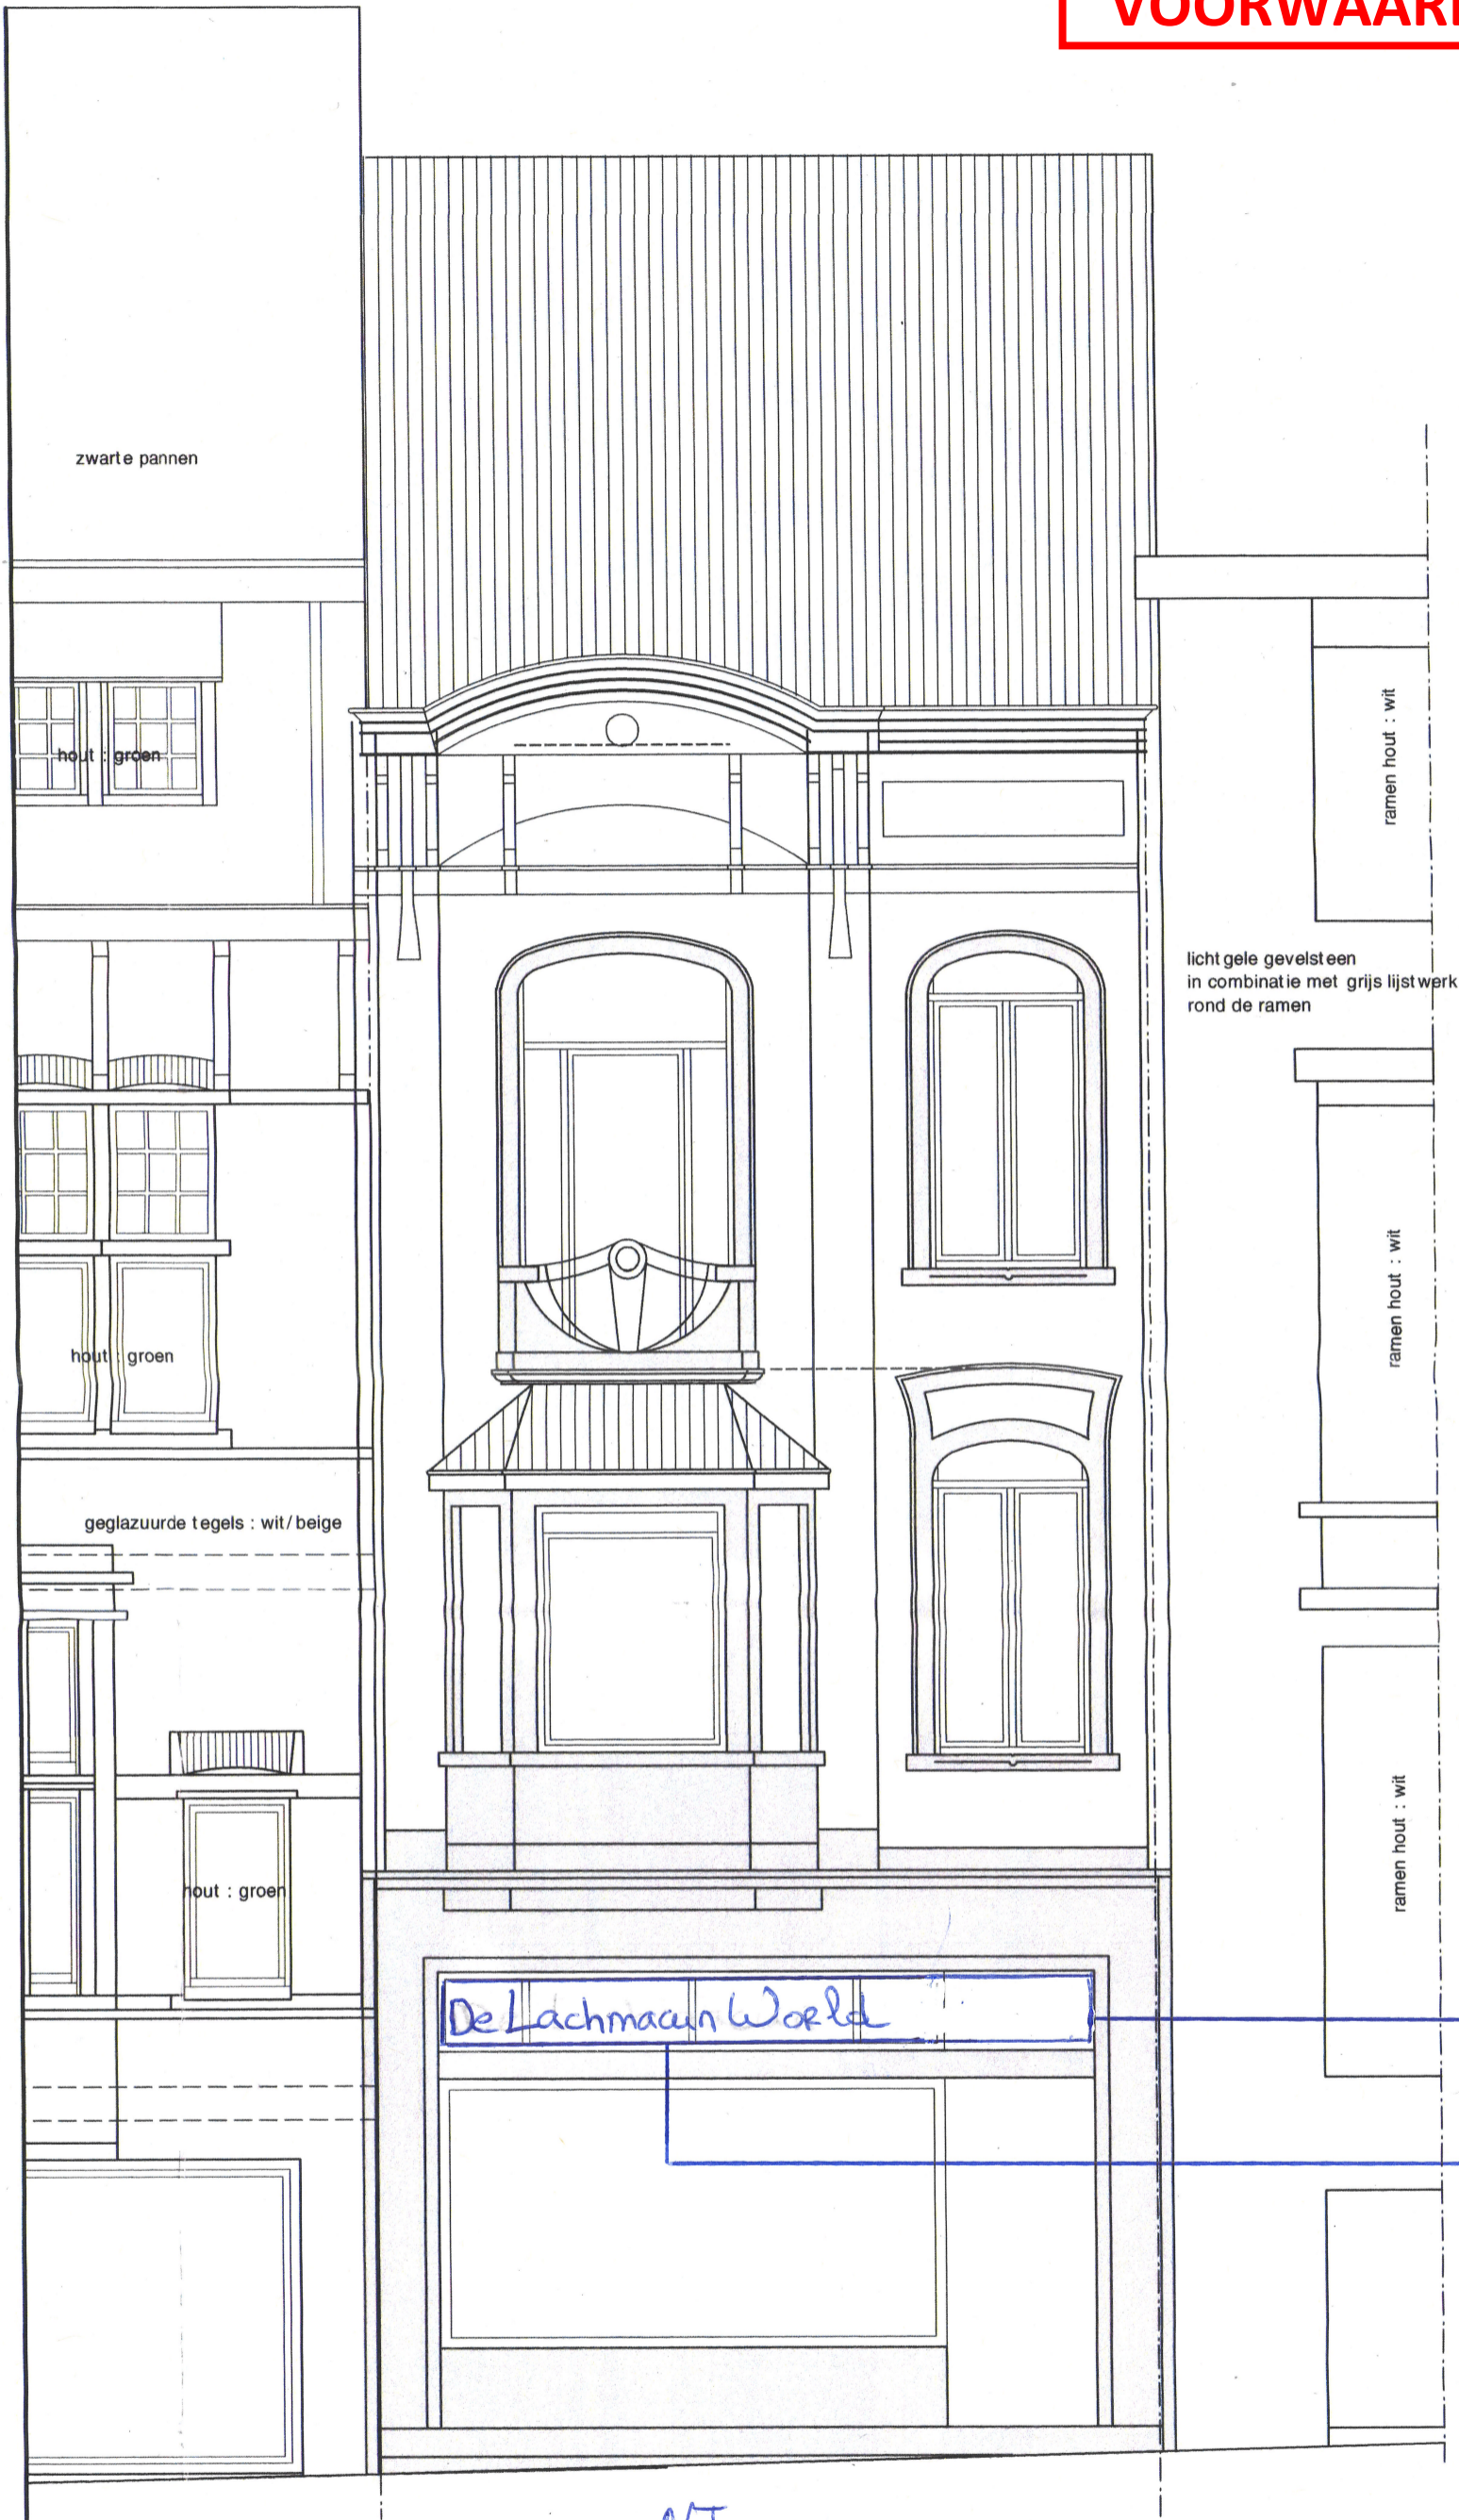 zwarte pannen
hout : groen
ramen hout : wit
licht gele gevelsteen
in combinatie met grijs lijstwerk
rond de ramen
ramen hout : wit
hout : groen
geglazuurde tegels : wit/beige
ramen hout : wit
hout : groen
De Lachmaan World